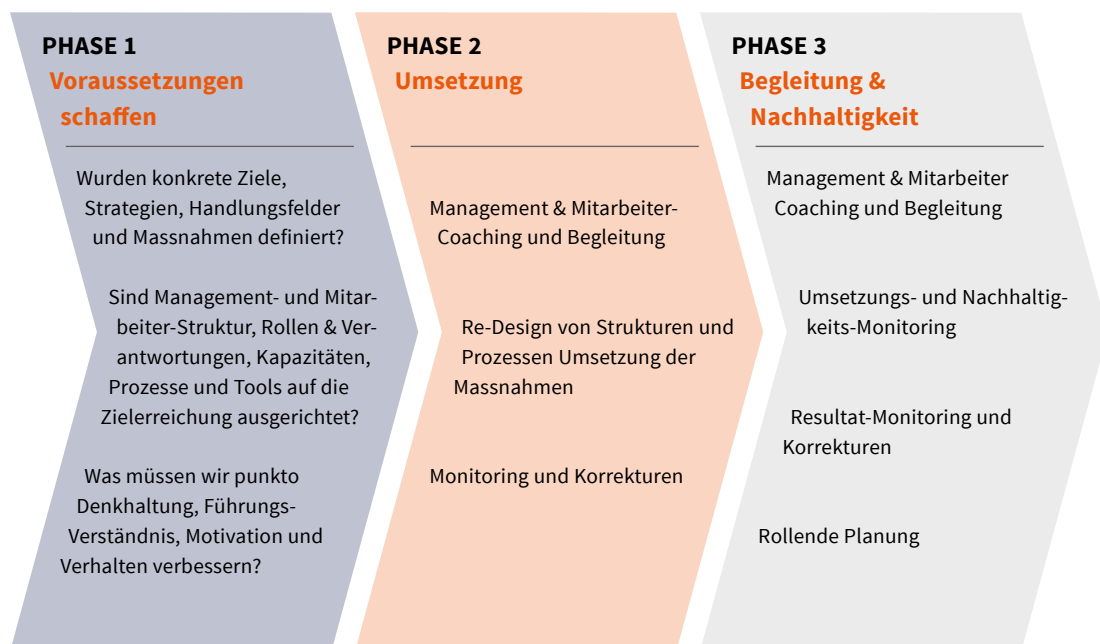 PHASE 1
Voraussetzungen
schaffen
Wurden konkrete Ziele,
Strategien, Handlungsfelder
und Massnahmen definiert?
Sind Management- und Mitar-
beiter-Struktur, Rollen & Ver-
antwortungen, Kapazitäten,
Prozesse und Tools auf die
Zielerreichung ausgerichtet?
Was müssen wir punkto
Denkhaltung, Führungs-
Verständnis, Motivation und
Verhalten verbessern?
PHASE 2
Umsetzung
Management & Mitarbeiter-
Coaching und Begleitung
Re-Design von Strukturen und
Prozessen Umsetzung der
Massnahmen
Monitoring und Korrekturen
PHASE 3
Begleitung &
Nachhaltigkeit
Management & Mitarbeiter
Coaching und Begleitung
Umsetzungs- und Nachhaltig-
keits-Monitoring
Resultat-Monitoring und
Korrekturen
Rollende Planung